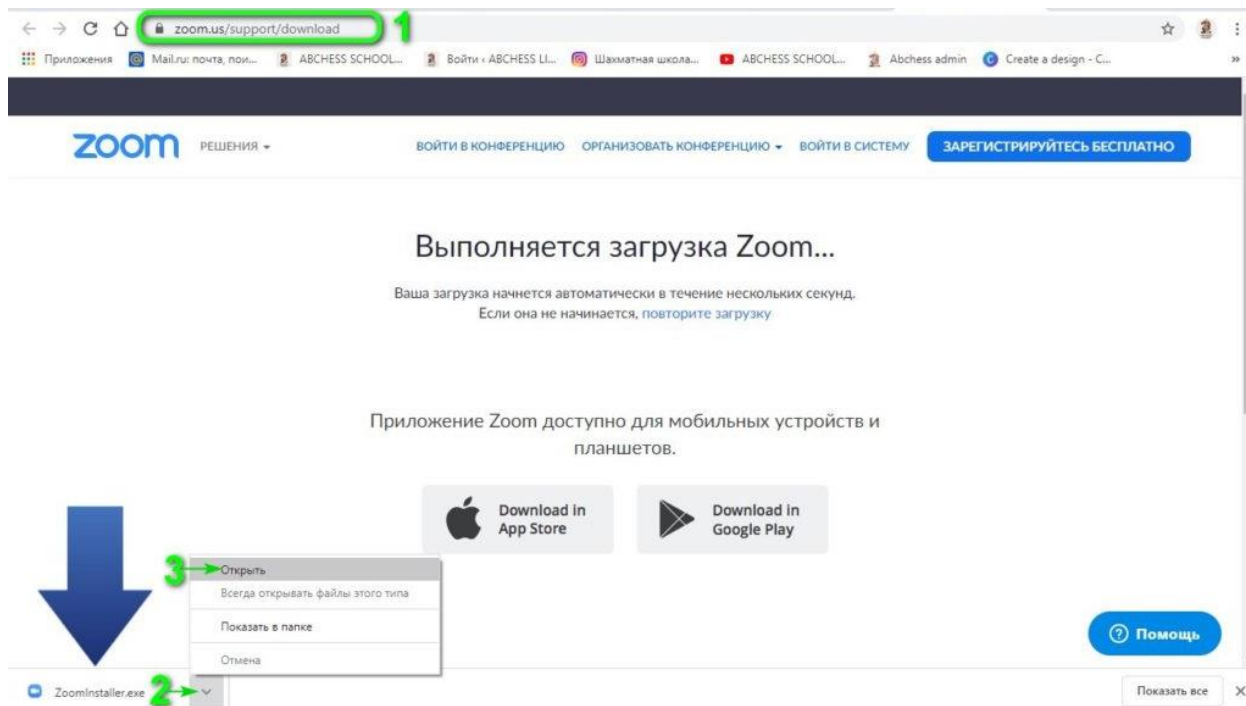 zoom.us/support/download 1
Приложения Mail.ru: почта, пои... ABCHESS SCHOOL... Войти ‹ ABCHESS LI... Шахматная школа... ABCHESS SCHOOL... Abchess admin Create a design - C... »
zoom РЕШЕНИЯ ВОЙТИ В КОНФЕРЕНЦИЮ ОРГАНИЗОВАТЬ КОНФЕРЕНЦИЮ ВОЙТИ В СИСТЕМУ ЗАРЕГИСТРИРУЙТЕСЬ БЕСПЛАТНО
Выполняется загрузка Zoom...
Ваша загрузка начнется автоматически в течение нескольких секунд.
Если она не начинается, повторите загрузку
Приложение Zoom доступно для мобильных устройств и
планшетов.
Download in
App Store
Download in
Google Play
3 Открыть
Всегда открывать файлы этого типа
Показать в папке
Отмена
? Помощь
ZoomInstaller.exe 2 Показать все